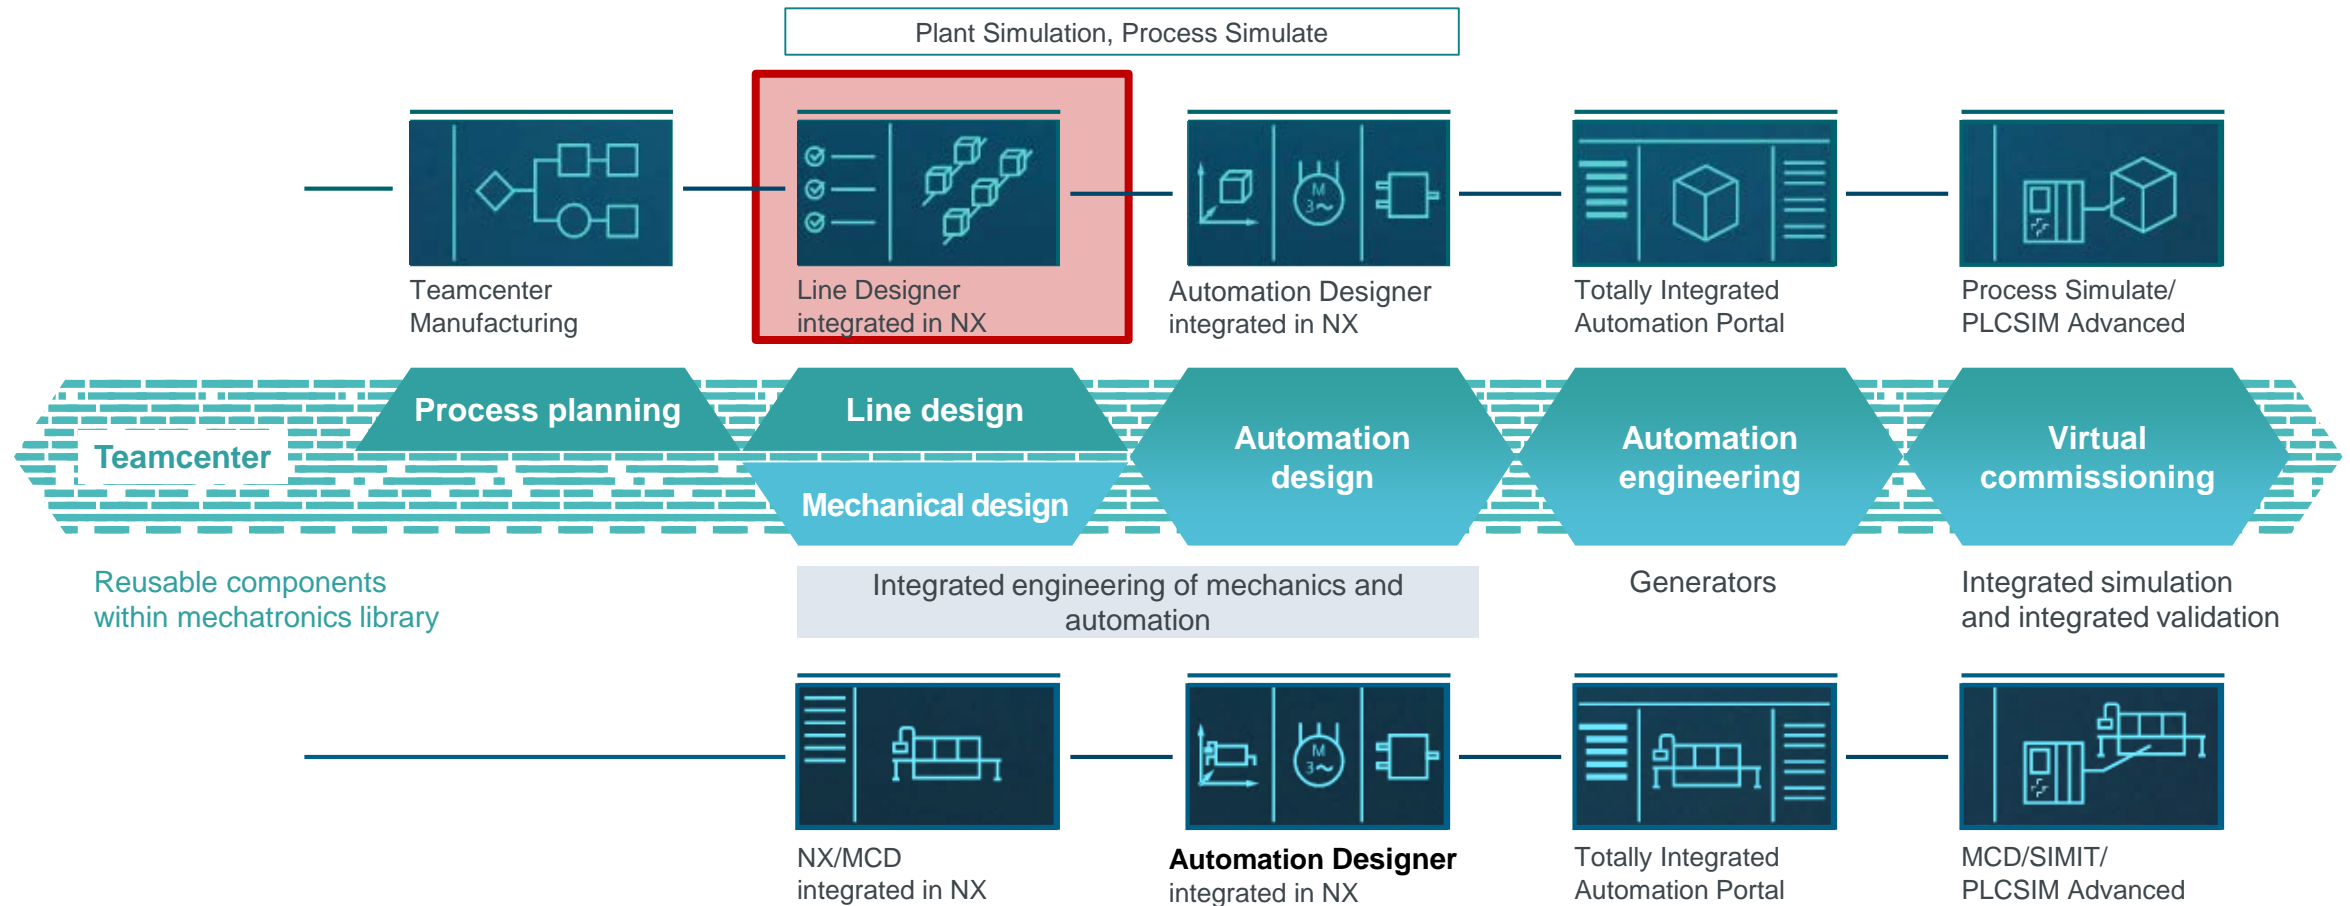 Plant Simulation, Process Simulate
M
3~
Teamcenter
Manufacturing
Line Designer
integrated in NX
Automation Designer
integrated in NX
Totally Integrated
Automation Portal
Process Simulate/
PLCSIM Advanced
Process planning
Line design
Teamcenter
Mechanical design
Automation
design
Automation
engineering
Virtual
commissioning
Reusable components
within mechatronics library
Integrated engineering of mechanics and
automation
Generators
Integrated simulation
and integrated validation
M
3~
NX/MCD
integrated in NX
Automation Designer
integrated in NX
Totally Integrated
Automation Portal
MCD/SIMIT/
PLCSIM Advanced